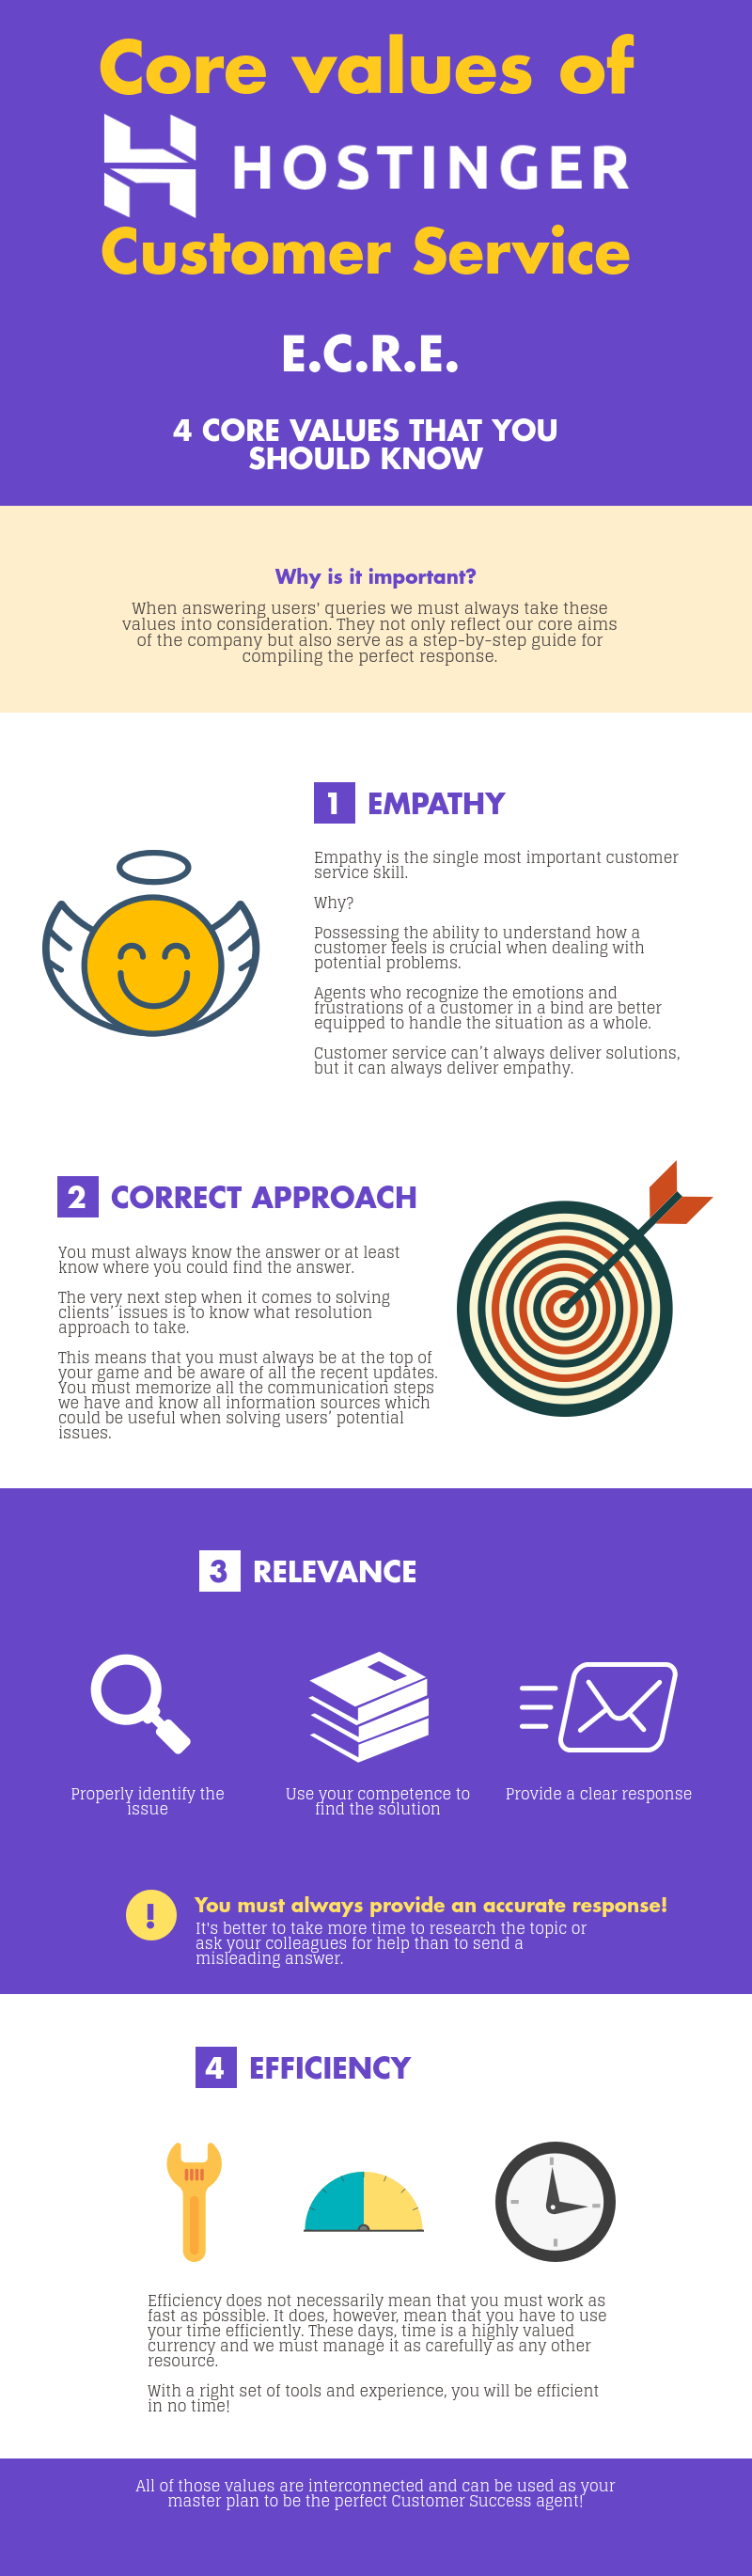 Core values of
HOSTINGER
Customer Service
E.C.R.E.
4 CORE VALUES THAT YOU
SHOULD KNOW
Why is it important?
When answering users' queries we must always take these
values into consideration. They not only reflect our core aims
of the company but also serve as a step-by-step guide for
compiling the perfect response.
1 EMPATHY
Empathy is the single most important customer
service skill.
Why?
Possessing the ability to understand how a
customer feels is crucial when dealing with
potential problems.
Agents who recognize the emotions and
frustrations of a customer in a bind are better
equipped to handle the situation as a whole.
Customer service can’t always deliver solutions,
but it can always deliver empathy.
2 CORRECT APPROACH
You must always know the answer or at least
know where you could find the answer.
The very next step when it comes to solving
clients’ issues is to know what resolution
approach to take.
This means that you must always be at the top of
your game and be aware of all the recent updates.
You must memorize all the communication steps
we have and know all information sources which
could be useful when solving users’ potential
issues.
3 RELEVANCE
Properly identify the
issue
Use your competence to
find the solution
Provide a clear response
! You must always provide an accurate response!
It's better to take more time to research the topic or
ask your colleagues for help than to send a
misleading answer.
4 EFFICIENCY
Efficiency does not necessarily mean that you must work as
fast as possible. It does, however, mean that you have to use
your time efficiently. These days, time is a highly valued
currency and we must manage it as carefully as any other
resource.
With a right set of tools and experience, you will be efficient
in no time!
All of those values are interconnected and can be used as your
master plan to be the perfect Customer Success agent!